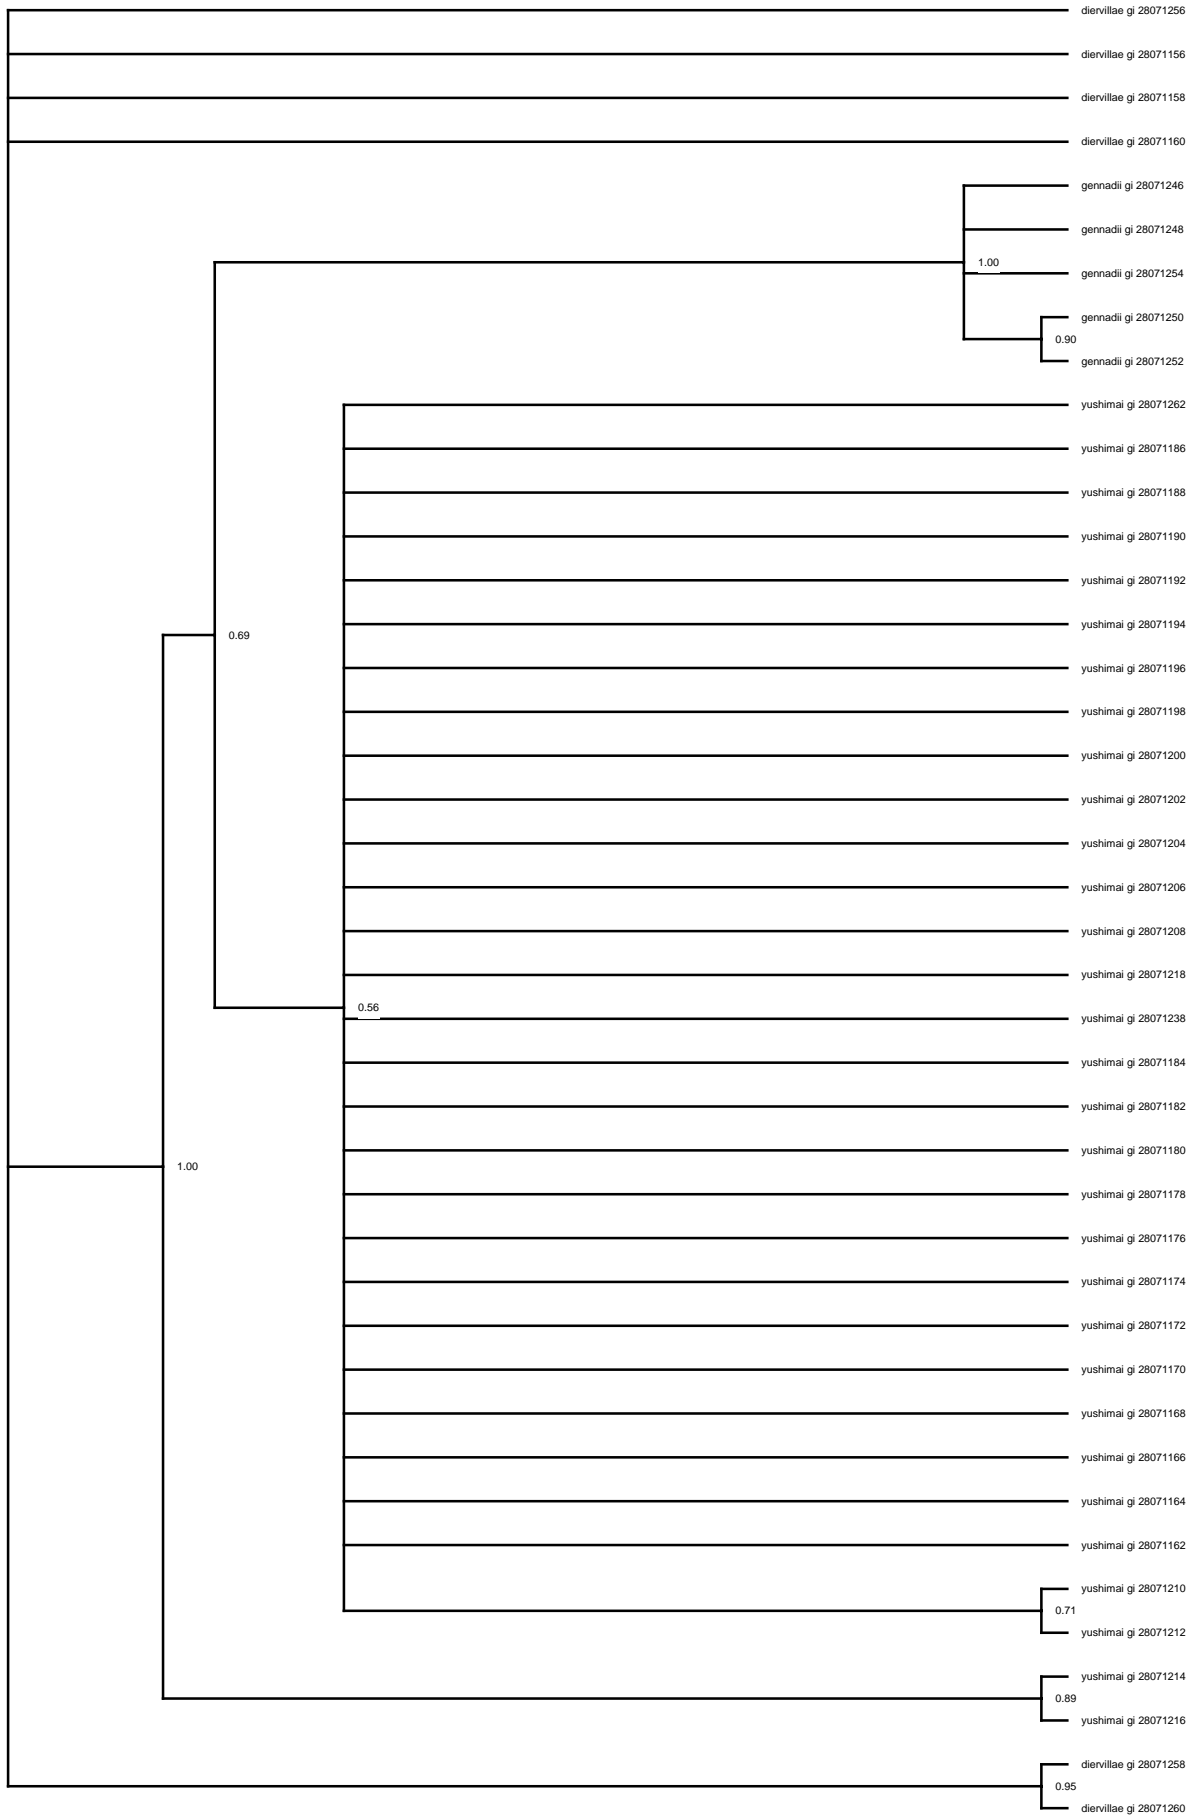 diervillae gi 28071256
diervillae gi 28071156
diervillae gi 28071158
diervillae gi 28071160
gennadii gi 28071246
gennadii gi 28071248
1.00
gennadii gi 28071254
gennadii gi 28071250
0.90
gennadii gi 28071252
yushimai gi 28071262
yushimai gi 28071186
yushimai gi 28071188
yushimai gi 28071190
yushimai gi 28071192
yushimai gi 28071194
0.69
yushimai gi 28071196
yushimai gi 28071198
yushimai gi 28071200
yushimai gi 28071202
yushimai gi 28071204
yushimai gi 28071206
yushimai gi 28071208
yushimai gi 28071218
0.56
yushimai gi 28071238
yushimai gi 28071184
yushimai gi 28071182
yushimai gi 28071180
1.00
yushimai gi 28071178
yushimai gi 28071176
yushimai gi 28071174
yushimai gi 28071172
yushimai gi 28071170
yushimai gi 28071168
yushimai gi 28071166
yushimai gi 28071164
yushimai gi 28071162
yushimai gi 28071210
0.71
yushimai gi 28071212
yushimai gi 28071214
0.89
yushimai gi 28071216
diervillae gi 28071258
0.95
diervillae gi 28071260